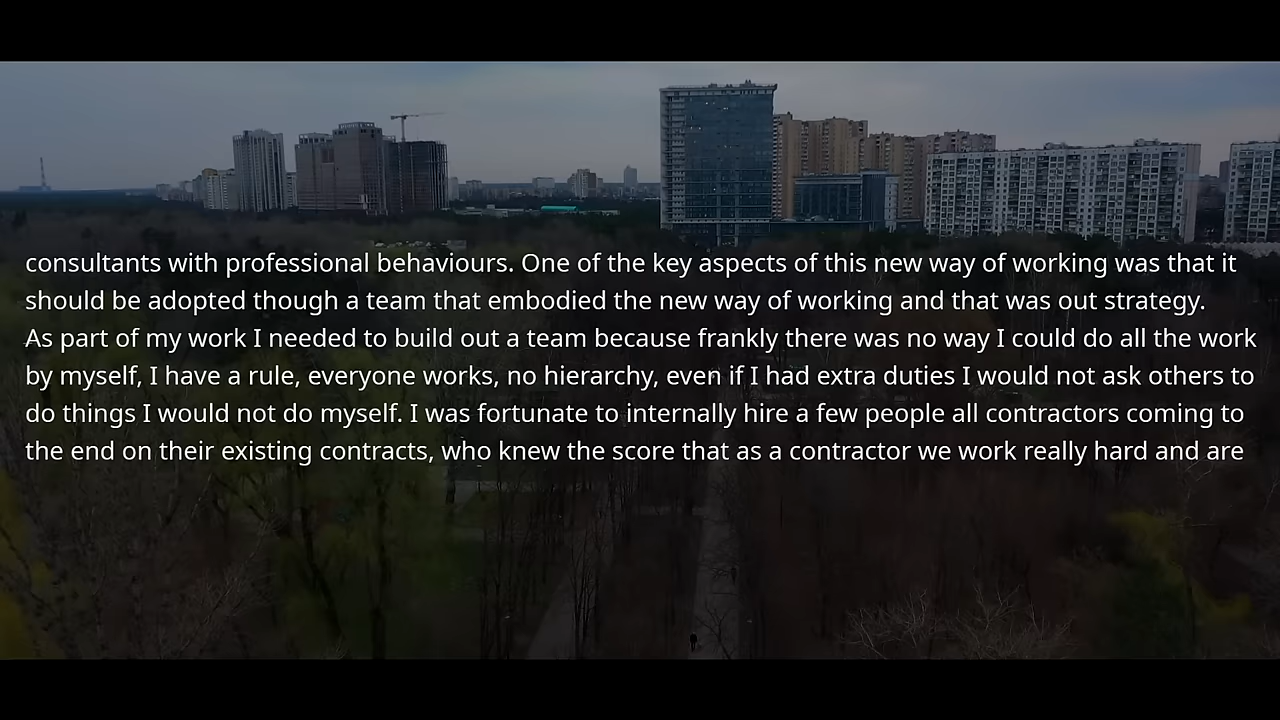 consultants with professional behaviours. One of the key aspects of this new way of working was that it
should be adopted though a team that embodied the new way of working and that was out strategy.
As part of my work I needed to build out a team because frankly there was no way I could do all the work
by myself, I have a rule, everyone works, no hierarchy, even if I had extra duties I would not ask others to
do things I would not do myself. I was fortunate to internally hire a few people all contractors coming to
the end on their existing contracts, who knew the score that as a contractor we work really hard and are